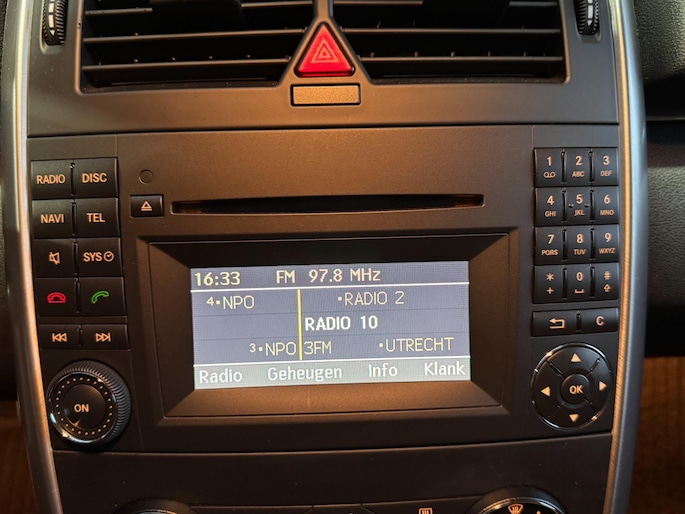 RADIO DISC
NAVI TEL
SYS
ON
16:33 FM 97.8 MHz
4 NPO RADIO 2
RADIO 10
3 NPO 3FM UTRECHT
Radio Geheugen Info Klank
1 2 ABC 3 DEF
4 GHI 5 JKL 6 MNO
7 PQRS 8 TUV 9 WXYZ
* + 0 #
C
OK